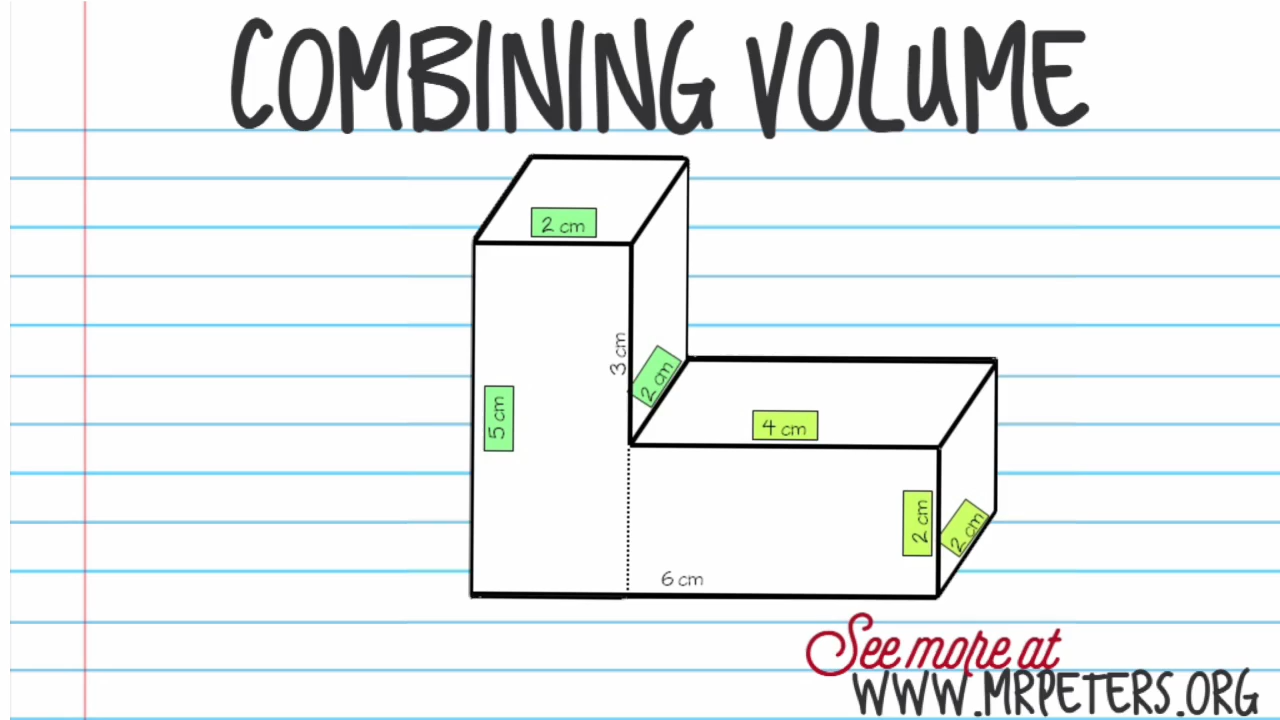 COMBINING VOLUME
2 cm
3 cm
2 cm
5 cm
4 cm
2 cm
2 cm
6 cm
See more at
WWW.MRPETERS.ORG